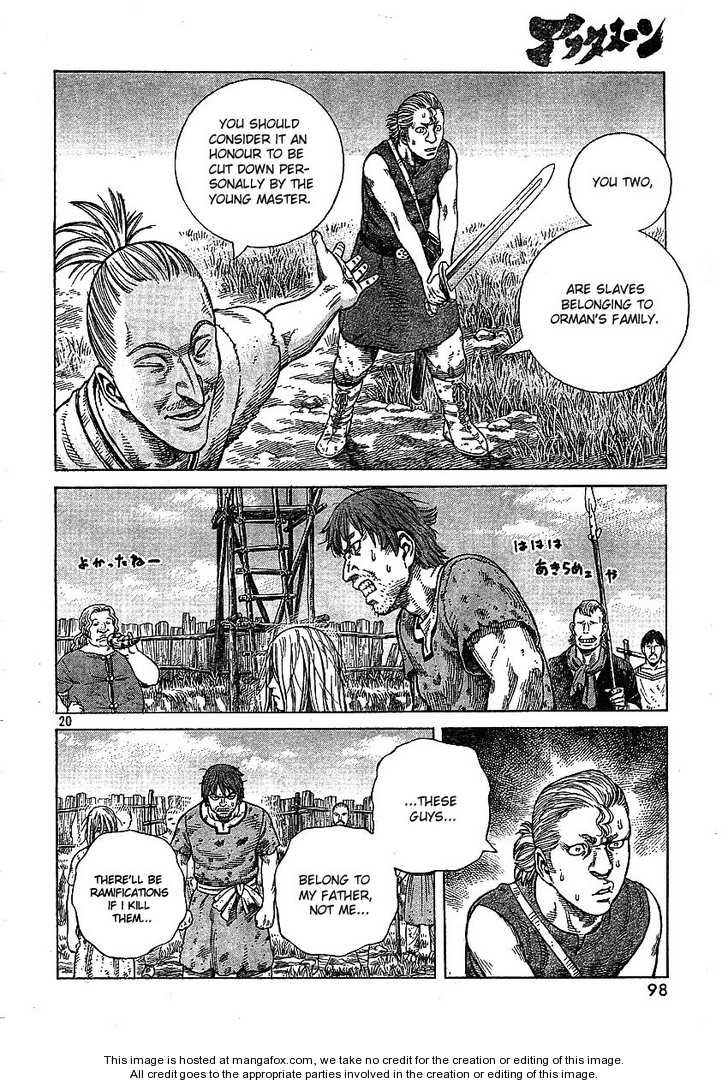 アフタヌーン
YOU TWO,
ARE SLAVES
BELONGING TO
ORMAN'S FAMILY.
YOU SHOULD
CONSIDER IT AN
HONOUR TO BE
CUT DOWN PER-
SONALLY BY THE
YOUNG MASTER.
はははは
あきらめェや
よかったねー
20
...THESE
GUYS...
BELONG TO
MY FATHER,
NOT ME...
THERE'LL BE
RAMIFICATIONS
IF I KILL
THEM...
98
This image is hosted at mangafox.com, we take no credit for the creation or editing of this image.
All credit goes to the appropriate parties involved in the creation or editing of this image.